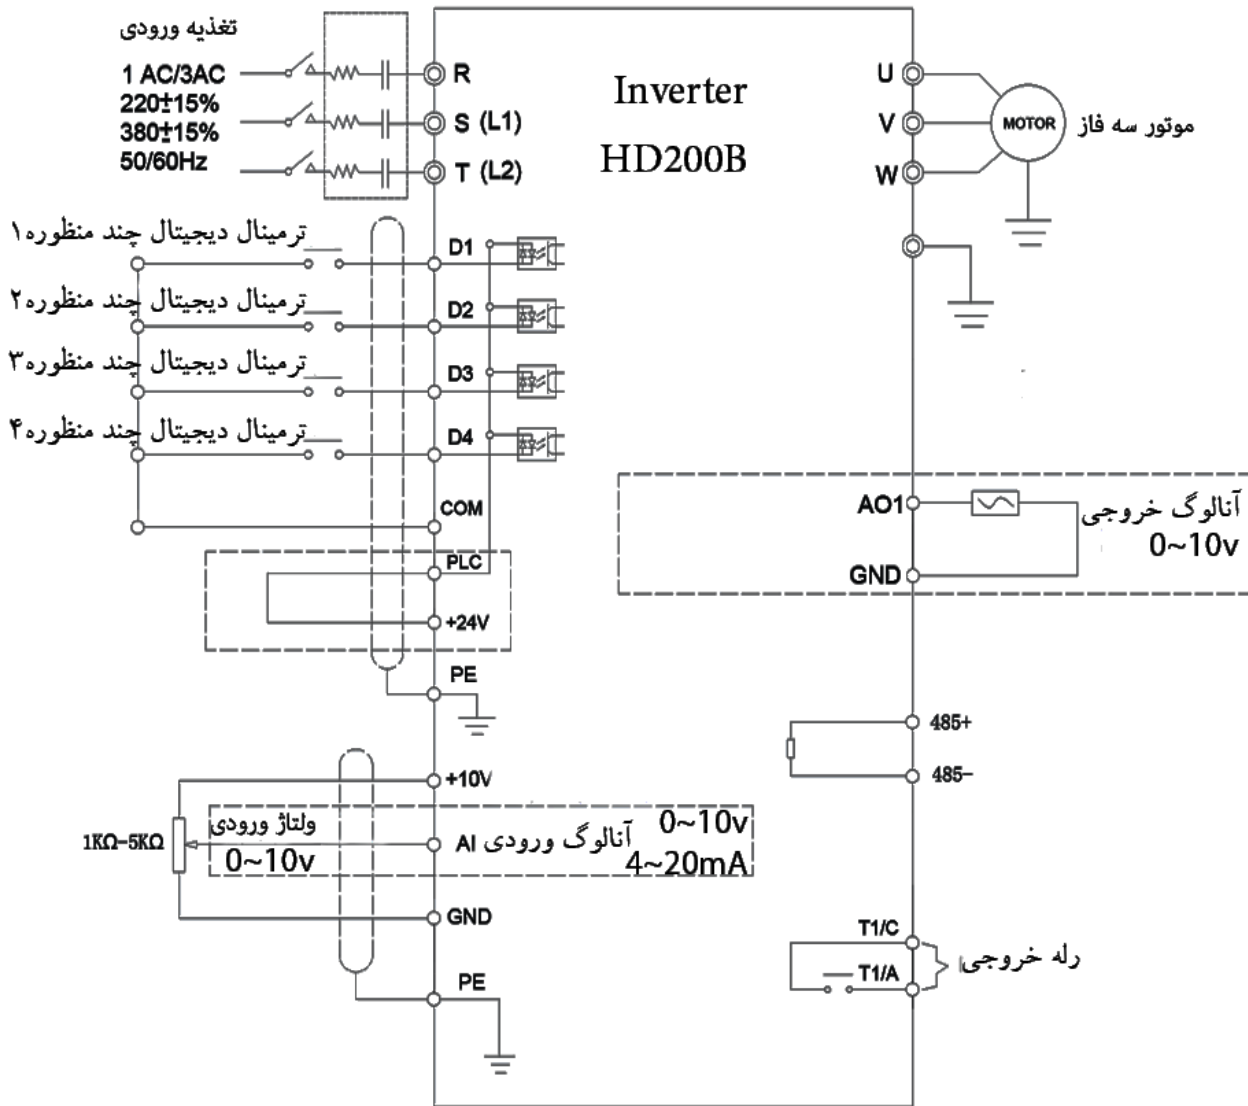 تغذیه ورودی
1 AC/3AC
220±15%
380±15%
50/60Hz
R
S (L1)
T (L2)
Inverter
HD200B
U
V
W
MOTOR
موتور سه فاز
ترمینال دیجیتال چند منظوره۱
D1
ترمینال دیجیتال چند منظوره۲
D2
ترمینال دیجیتال چند منظوره۳
D3
ترمینال دیجیتال چند منظوره۴
D4
COM
PLC
+24V
PE
AO1
GND
آنالوگ خروجی
0~10v
485+
485-
+10V
1KΩ-5KΩ
ولتاژ ورودی
0~10v
AI
آنالوگ ورودی
0~10v
4~20mA
GND
PE
T1/C
T1/A
رله خروجی